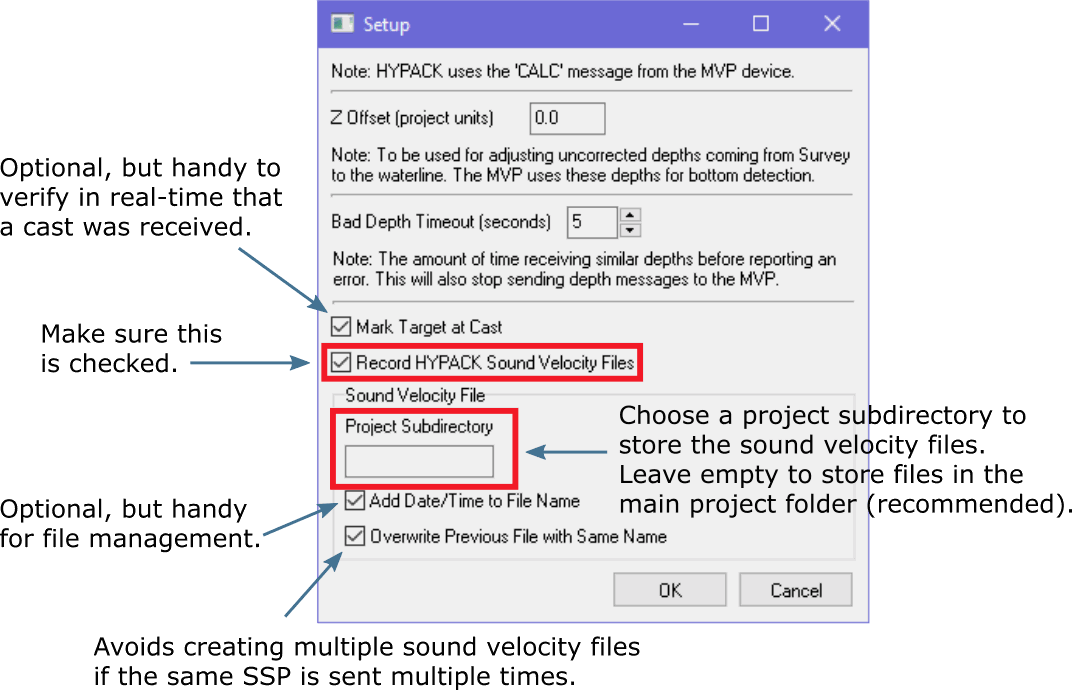 Setup
Note: HYPACK uses the 'CALC' message from the MVP device.
Z Offset (project units) 0.0
Note: To be used for adjusting uncorrected depths coming from Survey
to the waterline. The MVP uses these depths for bottom detection.
Optional, but handy to
verify in real-time that
a cast was received.
Bad Depth Timeout (seconds) 5
Note: The amount of time receiving similar depths before reporting an
error. This will also stop sending depth messages to the MVP.
Mark Target at Cast
Make sure this
is checked.
Record HYPACK Sound Velocity Files
Sound Velocity File
Project Subdirectory
Choose a project subdirectory to
store the sound velocity files.
Leave empty to store files in the
main project folder (recommended).
Optional, but handy
for file management.
Add Date/Time to File Name
Overwrite Previous File with Same Name
OK Cancel
Avoids creating multiple sound velocity files
if the same SSP is sent multiple times.